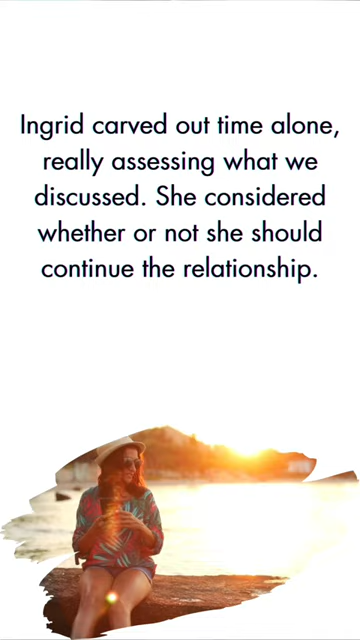 Ingrid carved out time alone,
really assessing what we
discussed. She considered
whether or not she should
continue the relationship.